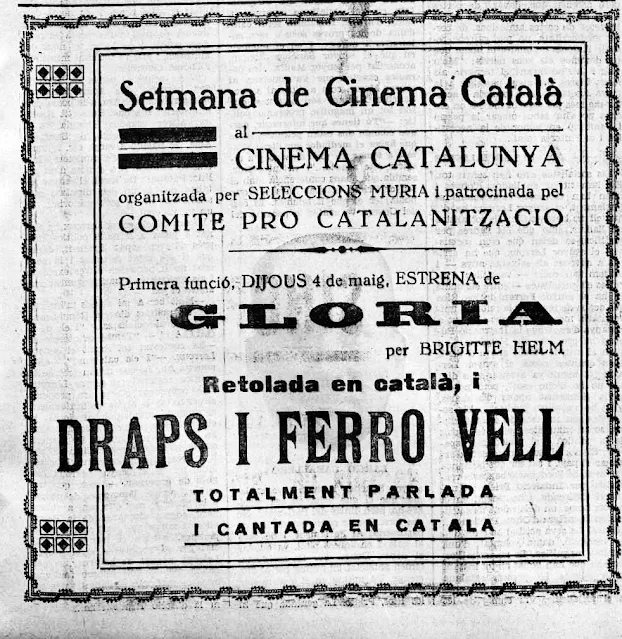 Setmana de Cinema Català
al
CINEMA CATALUNYA
organitzada per SELECCIONS MURIA i patrocinada pel
COMITE PRO CATALANITZACIO
Primera funció, DIJOUS 4 de maig, ESTRENA de
GLORIA
per BRIGITTE HELM
Retolada en català, i
DRAPS I FERRO VELL
TOTALMENT PARLADA
I CANTADA EN CATALA